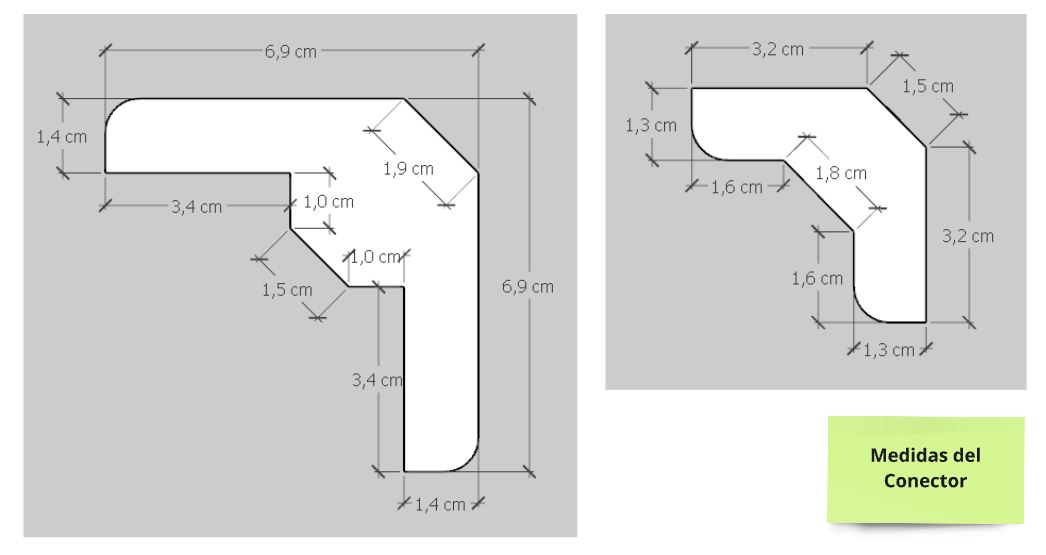 6,9 cm
1,4 cm
1,9 cm
3,4 cm
1,0 cm
1,0 cm
1,5 cm
6,9 cm
3,4 cm
1,4 cm
3,2 cm
1,5 cm
1,3 cm
1,8 cm
1,6 cm
3,2 cm
1,6 cm
1,3 cm
Medidas del
Conector